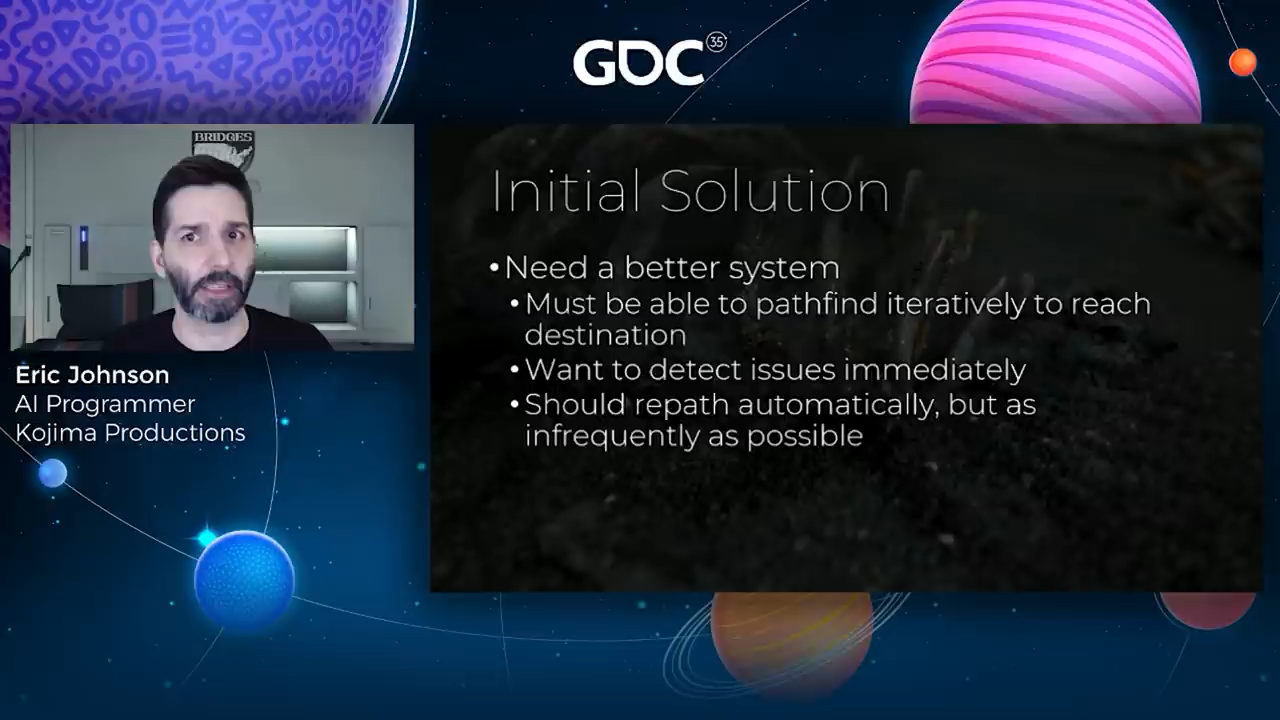 GDC 35
BRIDGES
Eric Johnson
AI Programmer
Kojima Productions
Initial Solution
•Need a better system
•Must be able to pathfind iteratively to reach
destination
•Want to detect issues immediately
•Should repath automatically, but as
infrequently as possible